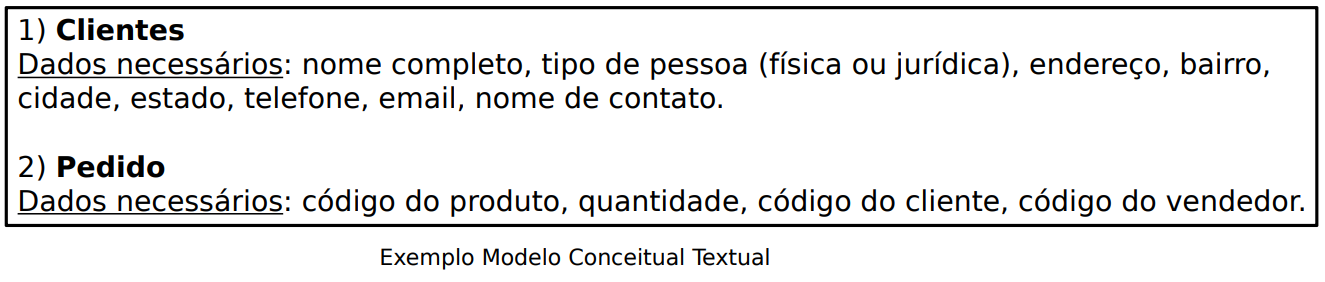 1) Clientes
Dados necessários: nome completo, tipo de pessoa (física ou jurídica), endereço, bairro,
cidade, estado, telefone, email, nome de contato.
2) Pedido
Dados necessários: código do produto, quantidade, código do cliente, código do vendedor.
Exemplo Modelo Conceitual Textual